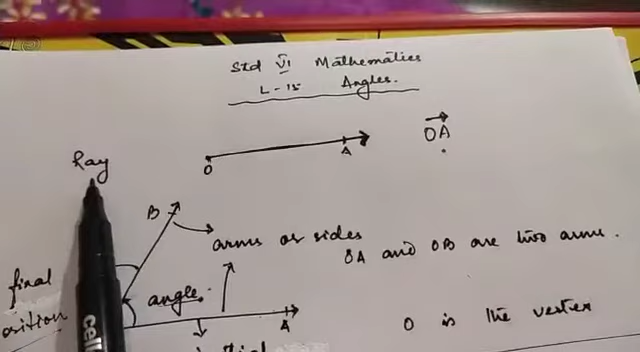 Std VI Mathematics
L-15 Angles.
Ray
O
A
OA
B
arms or sides
OA and OB are two arms.
final
angle.
A
O is the vertex
cell